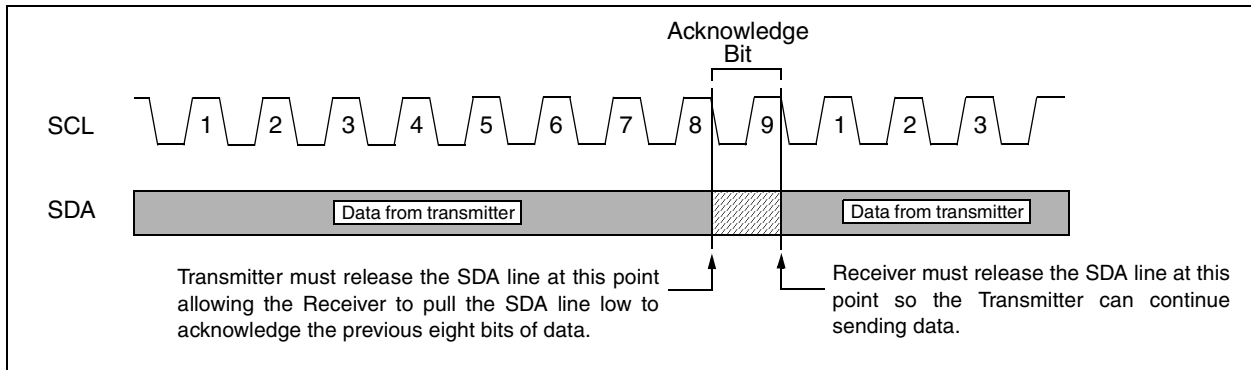 Acknowledge
Bit
SCL 1 2 3 4 5 6 7 8 9 1 2 3
SDA Data from transmitter Data from transmitter
Transmitter must release the SDA line at this point
allowing the Receiver to pull the SDA line low to
acknowledge the previous eight bits of data.
Receiver must release the SDA line at this
point so the Transmitter can continue
sending data.